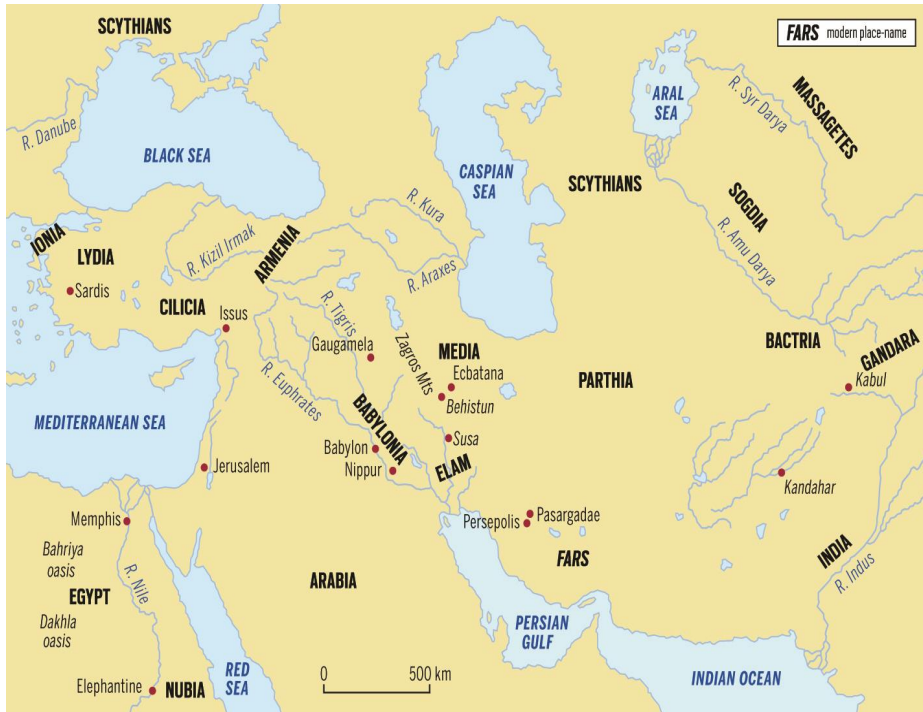 SCYTHIANS
FARS modern place-name
ARAL
SEA
R. Syr Darya
MASSAGETES
R. Danube
BLACK SEA
CASPIAN
SEA
SCYTHIANS
SOGDIA
R. Amu Darya
IONIA
LYDIA
R. Kizil Irmak
ARMENIA
R. Kura
R. Araxes
Sardis
CILICIA
Issus
R. Tigris
Gaugamela
Zagros Mts
MEDIA
Ecbatana
Behistun
PARTHIA
BACTRIA
GANDARA
Kabul
R. Euphrates
MEDITERRANEAN SEA
BABYLONIA
Babylon
Nippur
Susa
ELAM
Jerusalem
Kandahar
Memphis
Persepolis
Pasargadae
Bahriya
oasis
R. Nile
EGYPT
ARABIA
FARS
INDIA
R. Indus
Dakhla
oasis
PERSIAN
GULF
Elephantine
NUBIA
RED
SEA
0 500 km
INDIAN OCEAN